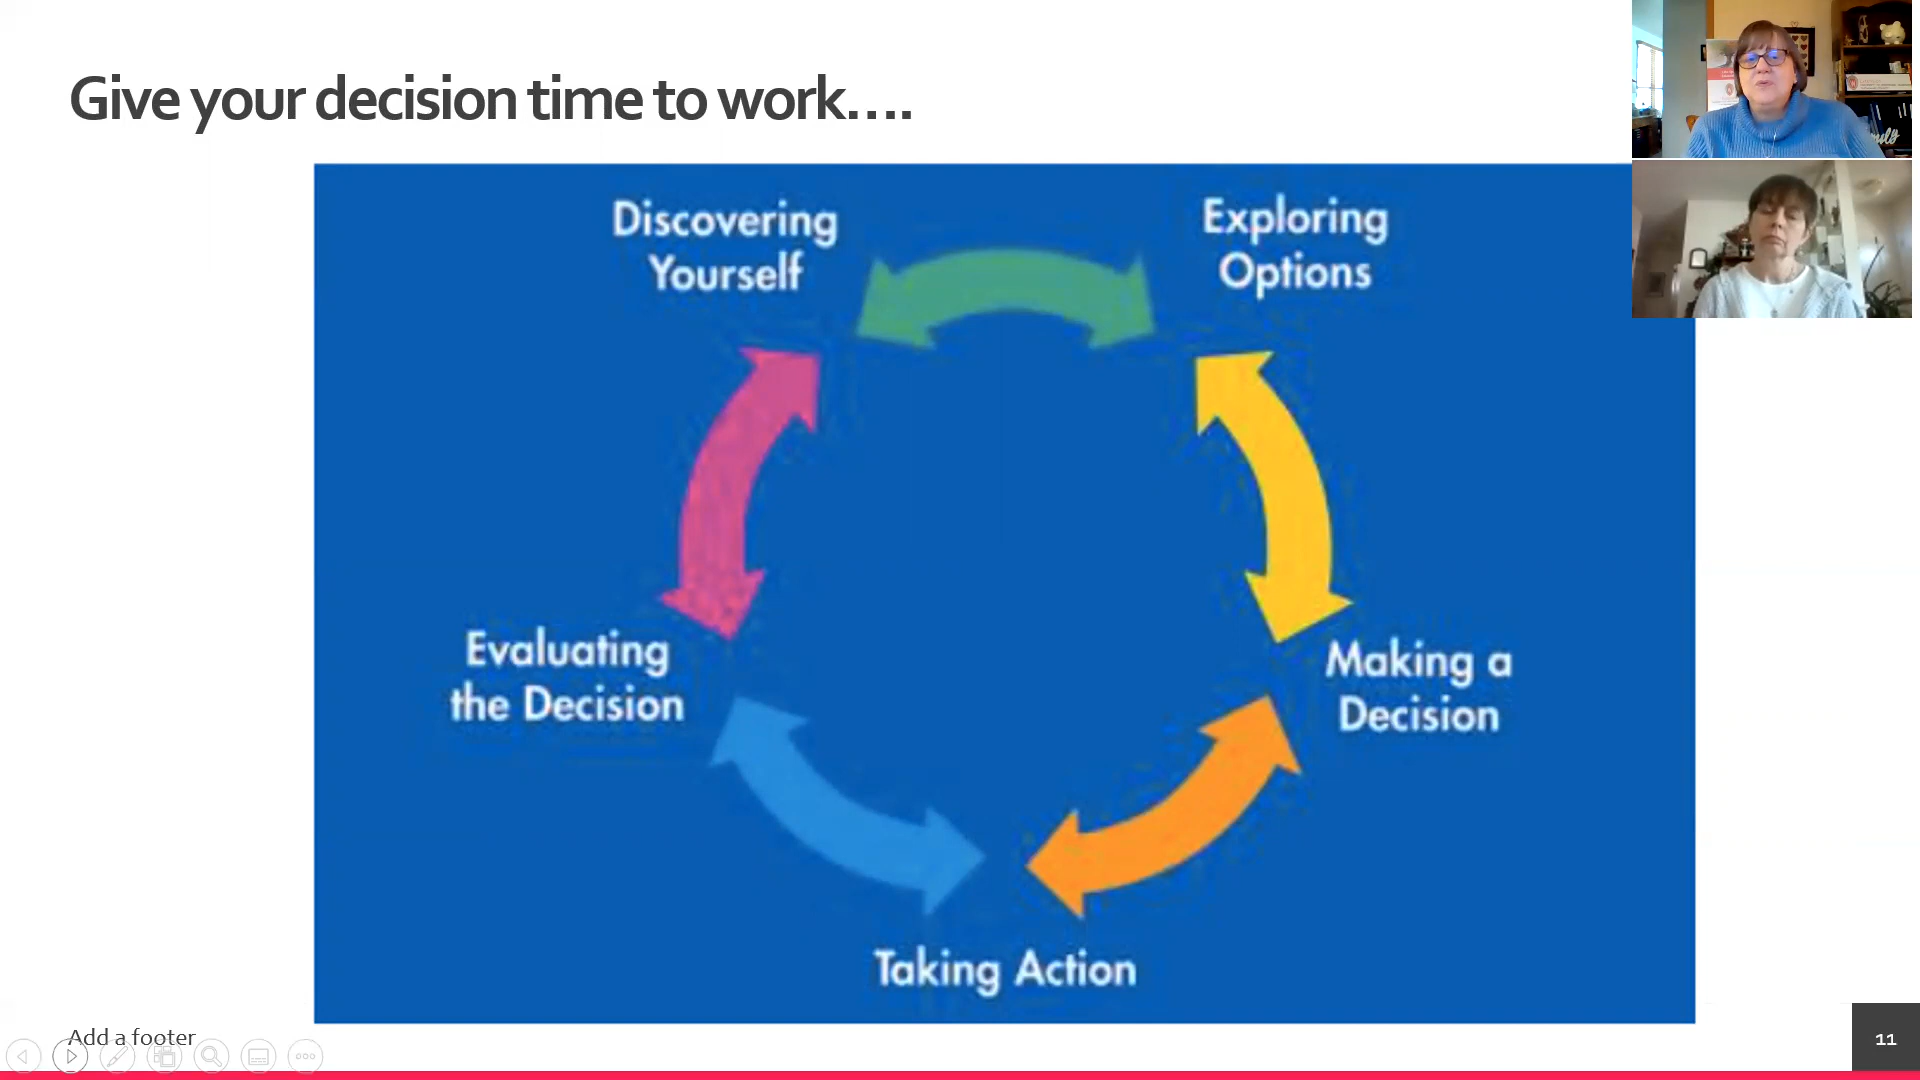 Give your decision time to work....
Discovering
Yourself
Exploring
Options
Evaluating
the Decision
Making a
Decision
Taking Action
Add a footer
11